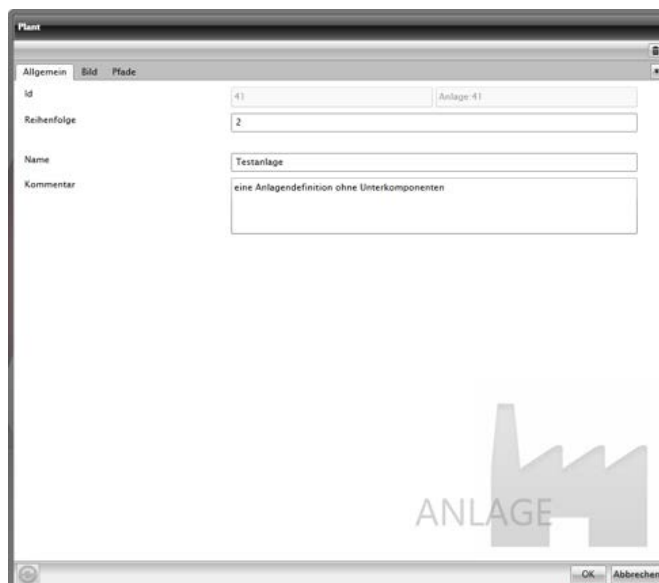 Plant
Allgemein Bild Pfade
Id 41 Anlage:41
Reihenfolge 2
Name Testanlage
Kommentar eine Anlagendefinition ohne Unterkomponenten
ANLAGE
OK Abbrechen